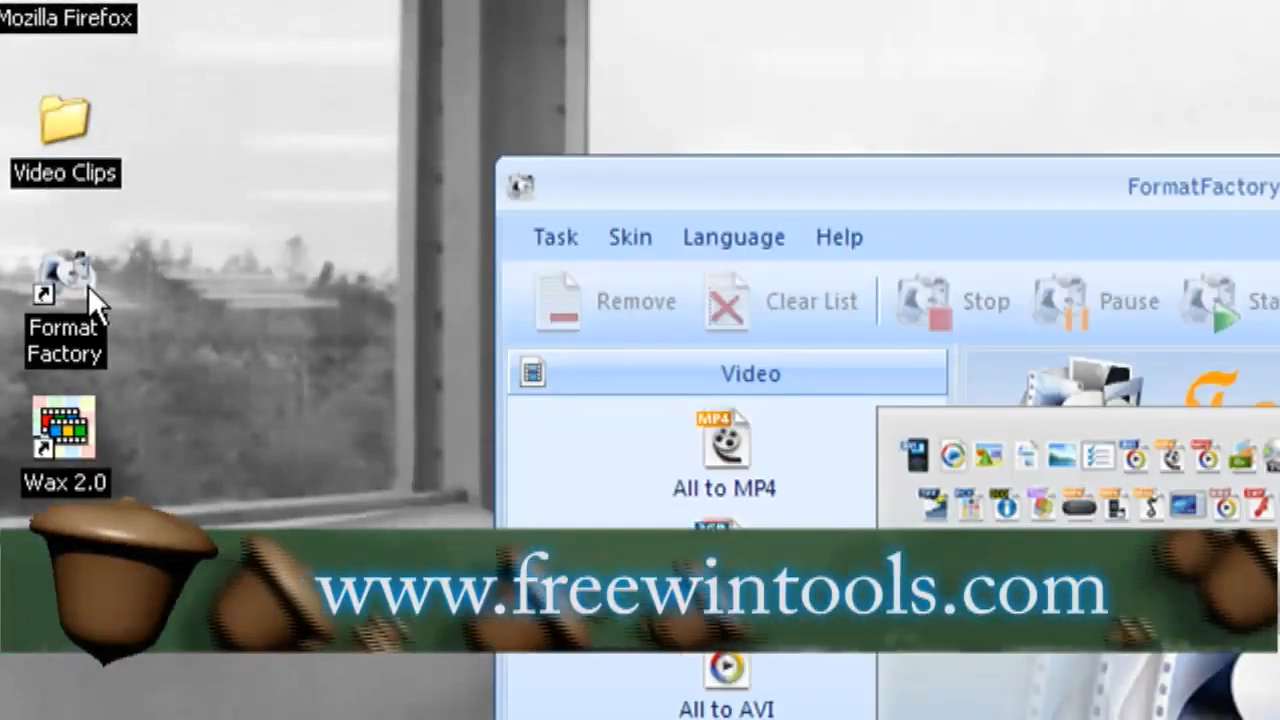 Mozilla Firefox
Video Clips
Format
Factory
Wax 2.0
FormatFactory
Task Skin Language Help
Remove Clear List Stop Pause
Video
MP4
All to MP4
www.freewintools.com
All to AVI